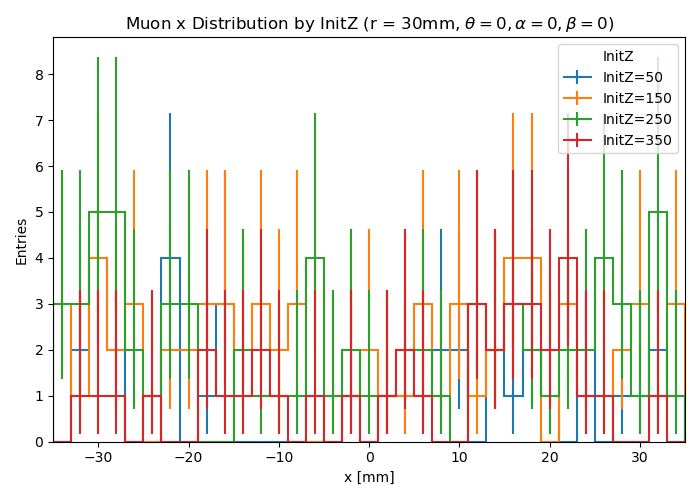 Muon x Distribution by InitZ (r = 30mm, θ = 0, α = 0, β = 0)
InitZ
InitZ=50
InitZ=150
InitZ=250
InitZ=350
8
7
6
5
4
3
2
1
0
Entries
−30 −20 −10 0 10 20 30
x [mm]